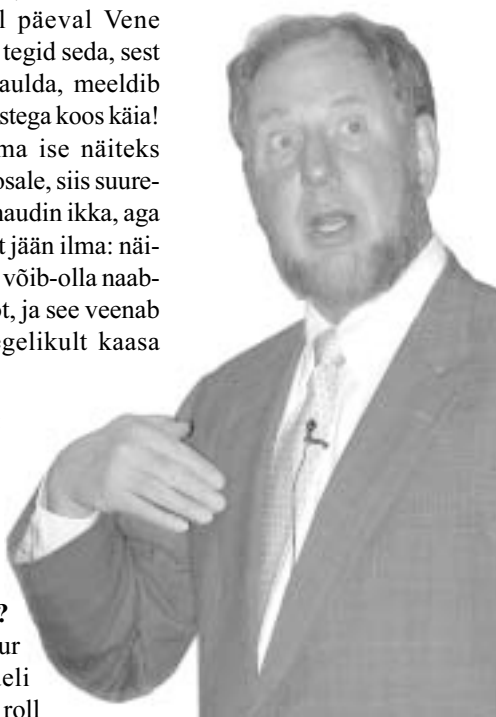 l päeval Vene
tegid seda, sest
aulda, meeldib
stega koos käia!
ma ise näiteks
osale, siis suure-
naudin ikka, aga
t jään ilma: näi-
võib-olla naab-
ot, ja see veenab
egelikult kaasa
?
ur
eli
roll